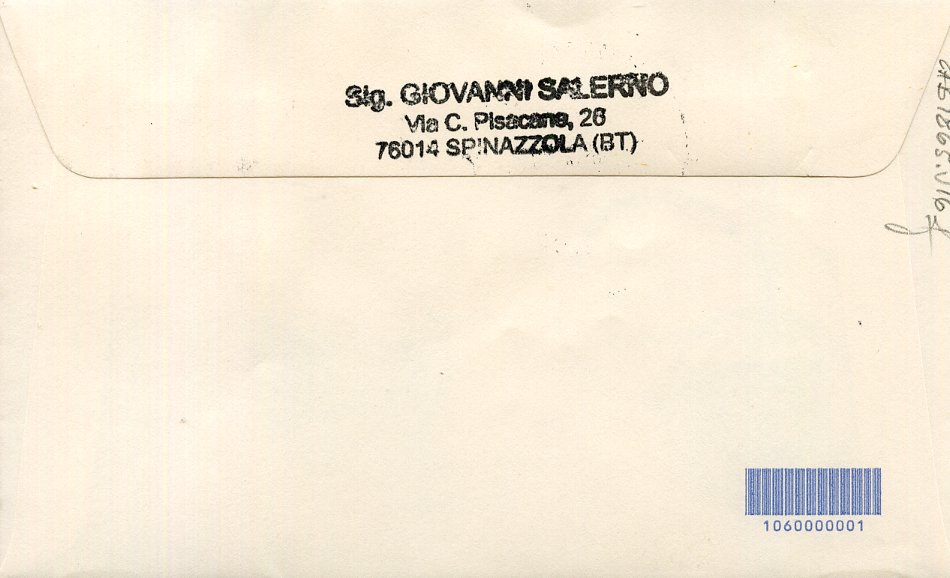 Sig. GIOVANNI SALERNO
Via C. Pisacane, 26
76014 SPINAZZOLA (BT)
1060000001